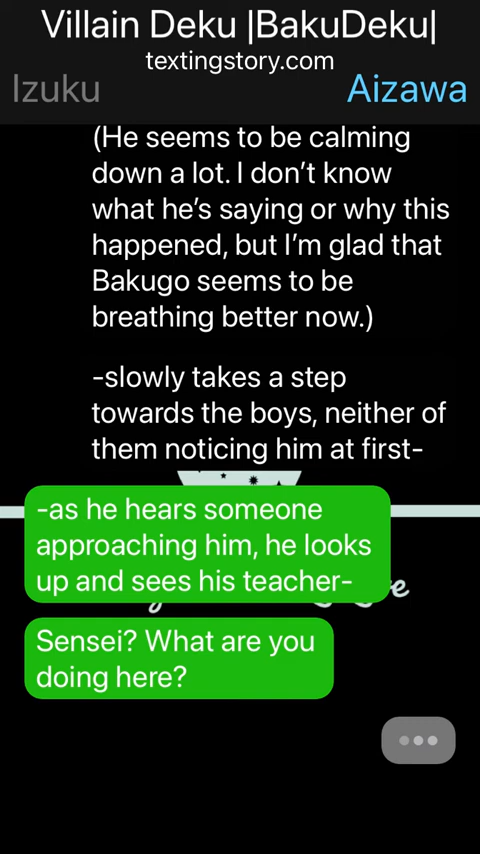 Villain Deku |BakuDeku|
textingstory.com
Izuku
Aizawa
(He seems to be calming
down a lot. I don’t know
what he’s saying or why this
happened, but I’m glad that
Bakugo seems to be
breathing better now.)
-slowly takes a step
towards the boys, neither of
them noticing him at first-
-as he hears someone
approaching him, he looks
up and sees his teacher-
Sensei? What are you
doing here?